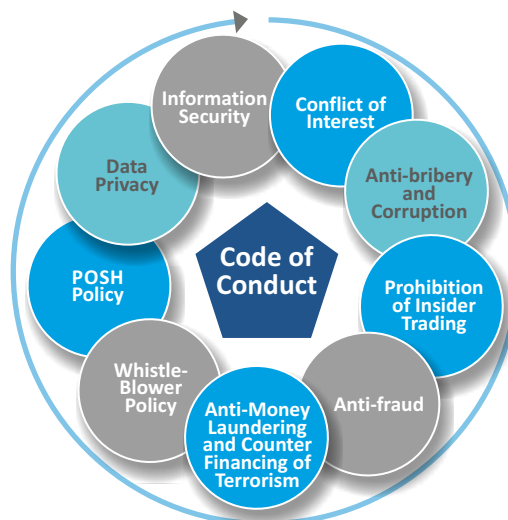 Information
Security
Conflict of
Interest
Data
Privacy
Anti-bribery
and
Corruption
Code of
Conduct
POSH
Policy
Prohibition
of Insider
Trading
Whistle-
Blower
Policy
Anti-fraud
Anti-Money
Laundering
and Counter
Financing of
Terrorism